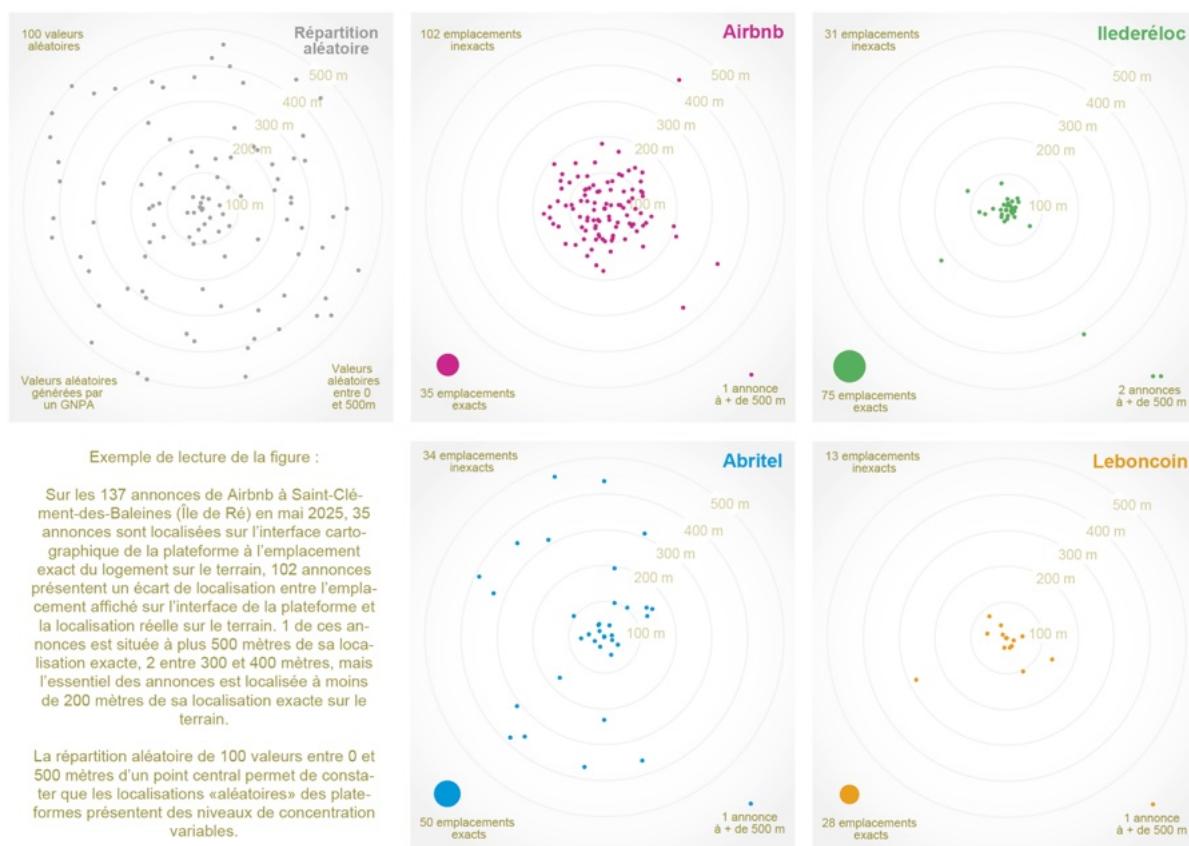 100 valeurs
aléatoires
Répartition
aléatoire
500 m
400 m
300 m
200 m
100 m
Valeurs aléatoires
générées par
un GNPA
Valeurs
aléatoires
entre 0
et 500m
102 emplacements
inexacts
Airbnb
500 m
400 m
300 m
200 m
100 m
35 emplacements
exacts
1 annonce
à + de 500 m
31 emplacements
inexacts
Ilederéloc
500 m
400 m
300 m
200 m
100 m
75 emplacements
exacts
2 annonces
à + de 500 m
Exemple de lecture de la figure :
Sur les 137 annonces de Airbnb à Saint-Clé-
ment-des-Baleines (Île de Ré) en mai 2025, 35
annonces sont localisées sur l'interface carto-
graphique de la plateforme à l'emplacement
exact du logement sur le terrain, 102 annonces
présentent un écart de localisation entre l'empla-
cement affiché sur l'interface de la plateforme et
la localisation réelle sur le terrain. 1 de ces an-
nonces est située à plus 500 mètres de sa loca-
lisation exacte, 2 entre 300 et 400 mètres, mais
l'essentiel des annonces est localisée à moins
de 200 mètres de sa localisation exacte sur le
terrain.
La répartition aléatoire de 100 valeurs entre 0 et
500 mètres d'un point central permet de consta-
ter que les localisations «aléatoires» des plate-
formes présentent des niveaux de concentration
variables.
34 emplacements
inexacts
Abritel
500 m
400 m
300 m
200 m
100 m
50 emplacements
exacts
1 annonce
à + de 500 m
13 emplacements
inexacts
Leboncoin
500 m
400 m
300 m
200 m
100 m
28 emplacements
exacts
1 annonce
à + de 500 m